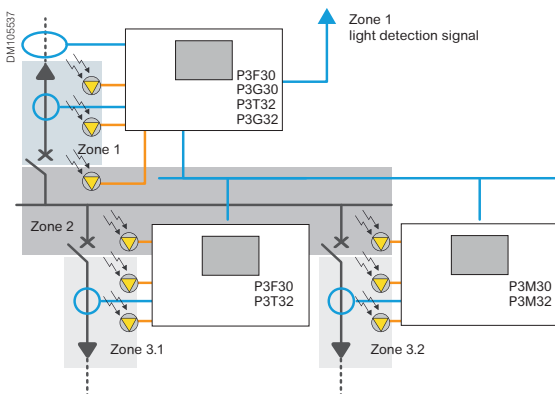 DM105537
Zone 1
light detection signal
P3F30
P3G30
P3T32
P3G32
Zone 1
Zone 2
P3F30
P3T32
P3M30
P3M32
Zone 3.1
Zone 3.2